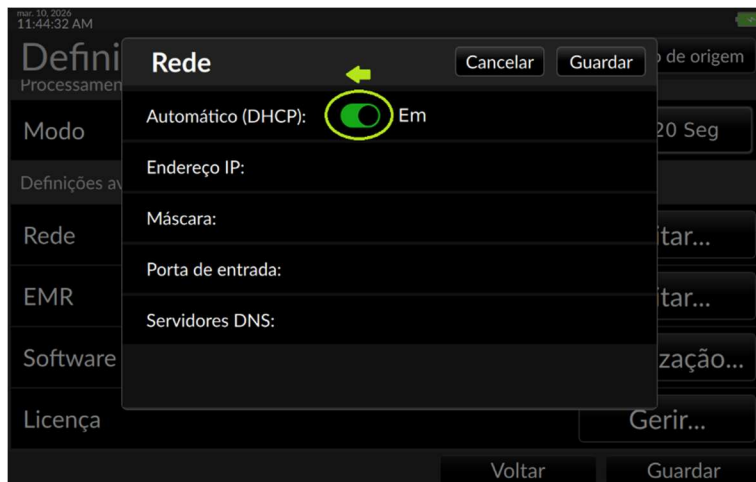 mar. 10, 2026
11:44:32 AM
Defini
o de origem
Processamen
Rede
Cancelar
Guardar
Automático (DHCP):
Em
Modo
20 Seg
Endereço IP:
Definições av
Máscara:
Rede
itar...
Porta de entrada:
EMR
itar...
Servidores DNS:
Software
zação...
Licença
Gerir...
Voltar
Guardar